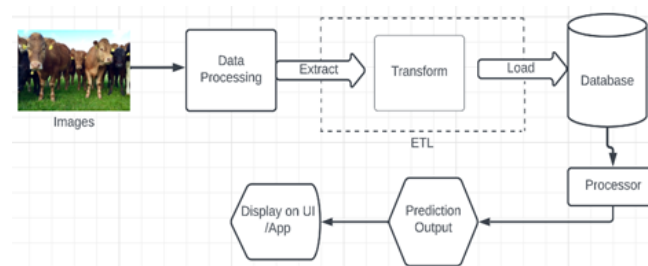 Images
Data
Processing
Extract
Transform
Load
ETL
Database
Processor
Prediction
Output
Display on UI
/App